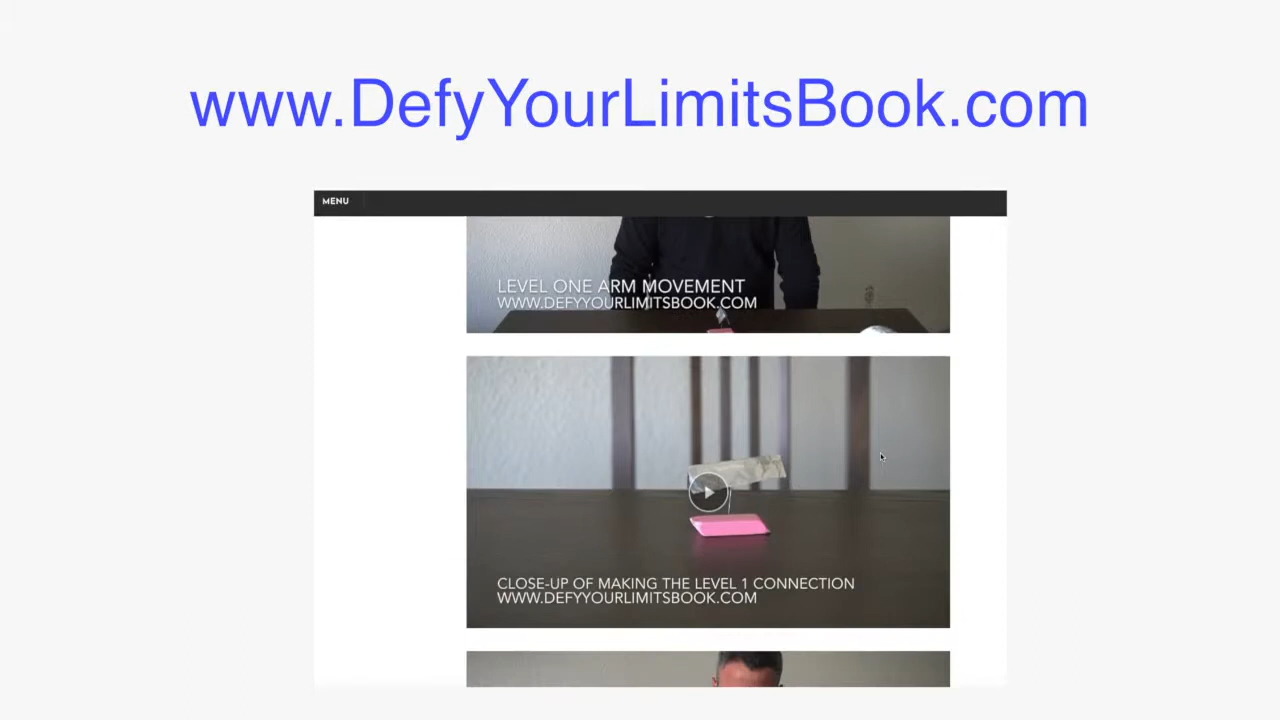 www.DefyYourLimitsBook.com
MENU
LEVEL ONE ARM MOVEMENT
WWW.DEFYYOURLIMITSBOOK.COM
CLOSE-UP OF MAKING THE LEVEL 1 CONNECTION
WWW.DEFYYOURLIMITSBOOK.COM